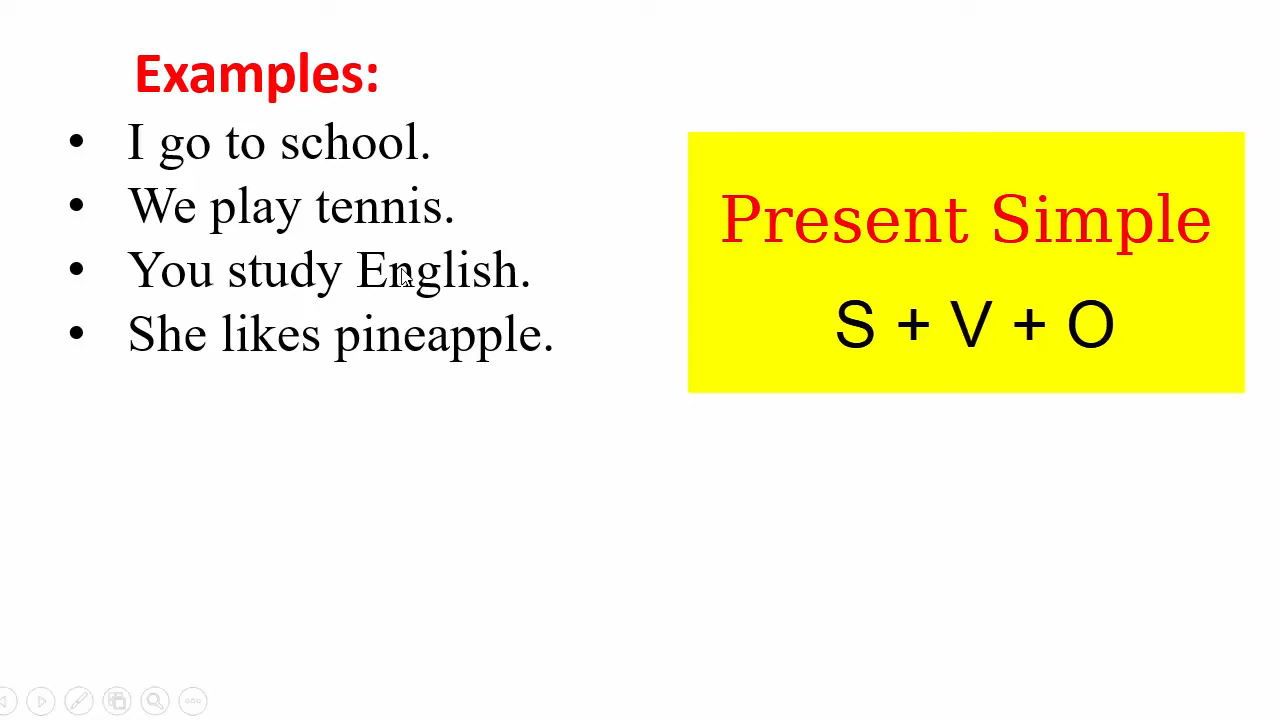 Examples:
• I go to school.
• We play tennis.
• You study English.
• She likes pineapple.
Present Simple
S + V + O